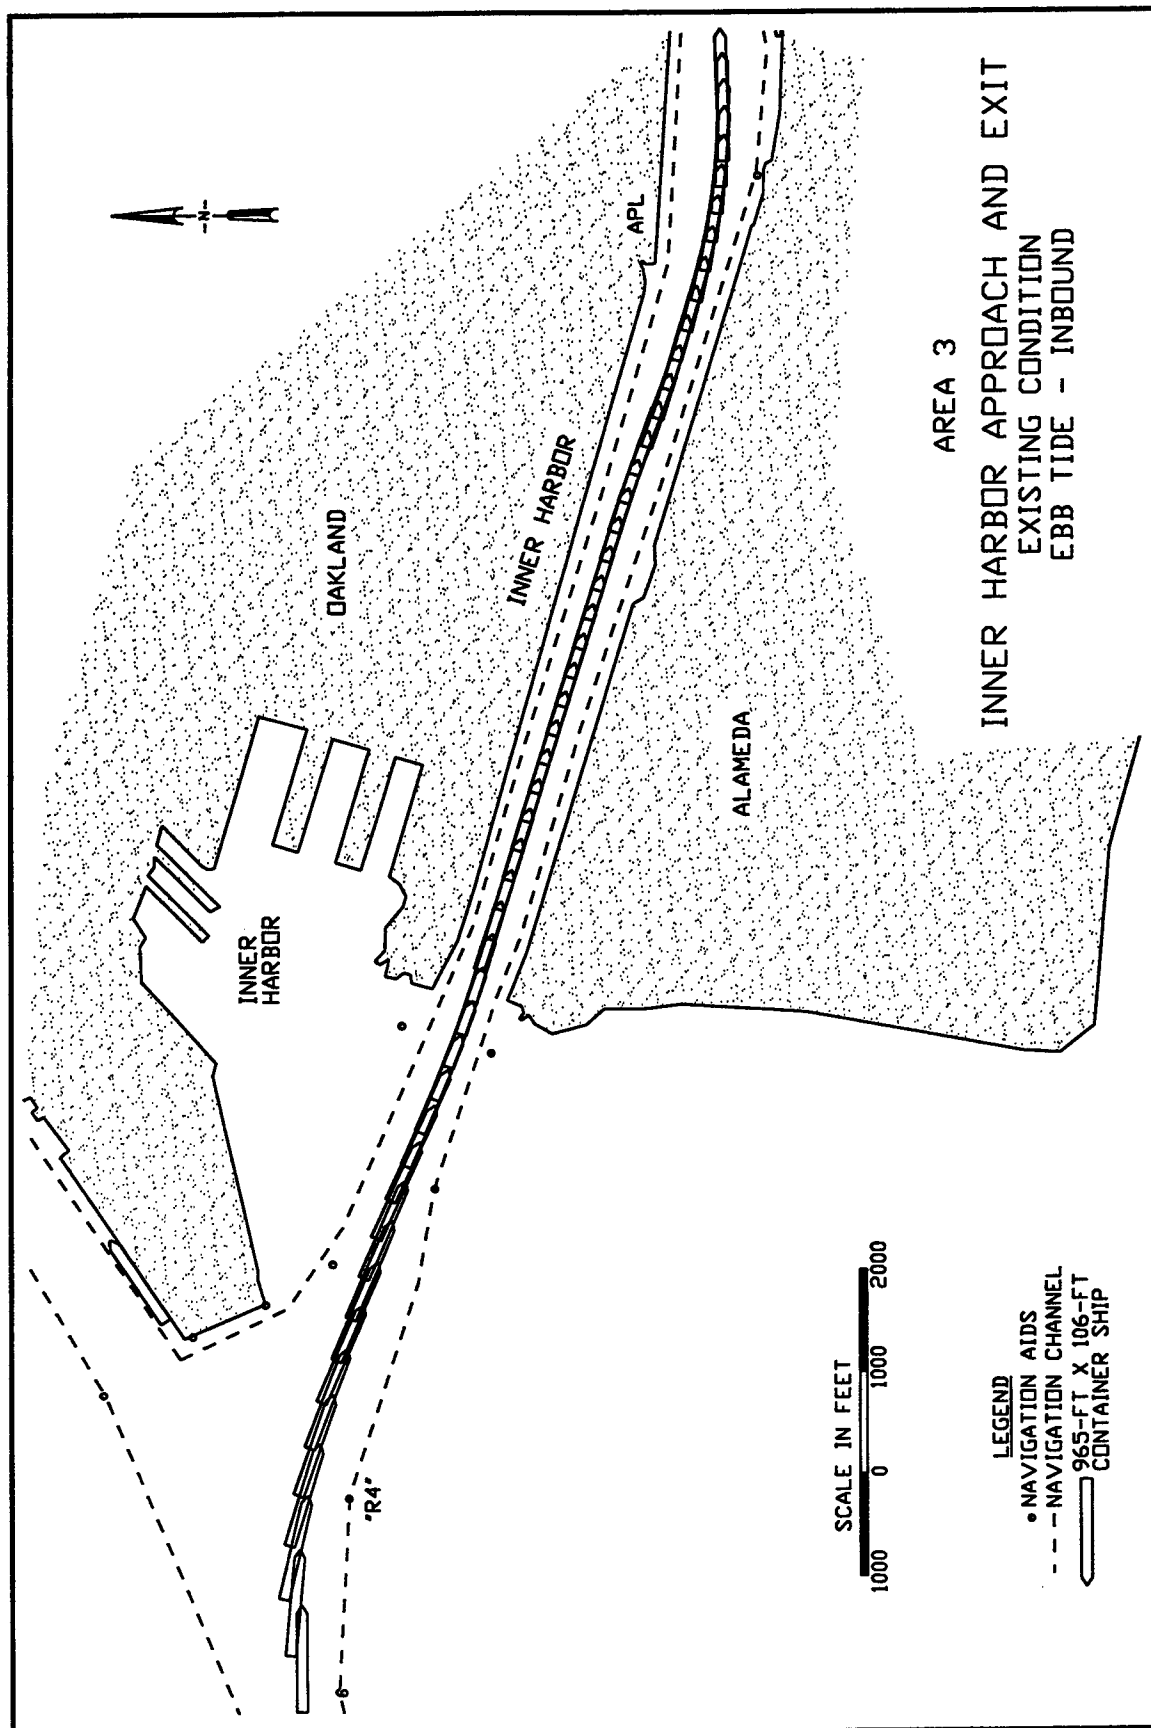 -N-
APL
OAKLAND
INNER HARBOR
INNER
HARBOR
ALAMEDA
"R4"
6
AREA 3
INNER HARBOR APPROACH AND EXIT
EXISTING CONDITION
EBB TIDE - INBOUND
SCALE IN FEET
1000 0 1000 2000
LEGEND
NAVIGATION AIDS
NAVIGATION CHANNEL
965-FT X 106-FT
CONTAINER SHIP